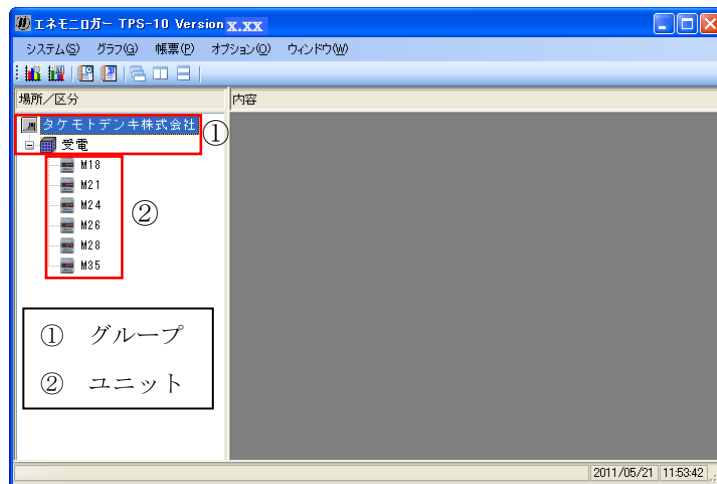 エネモニロガー TPS-10 Version x.xx
システム(S) グラフ(G) 帳票(P) オプション(O) ウィンドウ(W)
場所／区分 内容
タケモトデンキ株式会社 ①
受電
M18
M21
M24 ②
M26
M28
M35
① グループ
② ユニット
2011/05/21 11:53:42